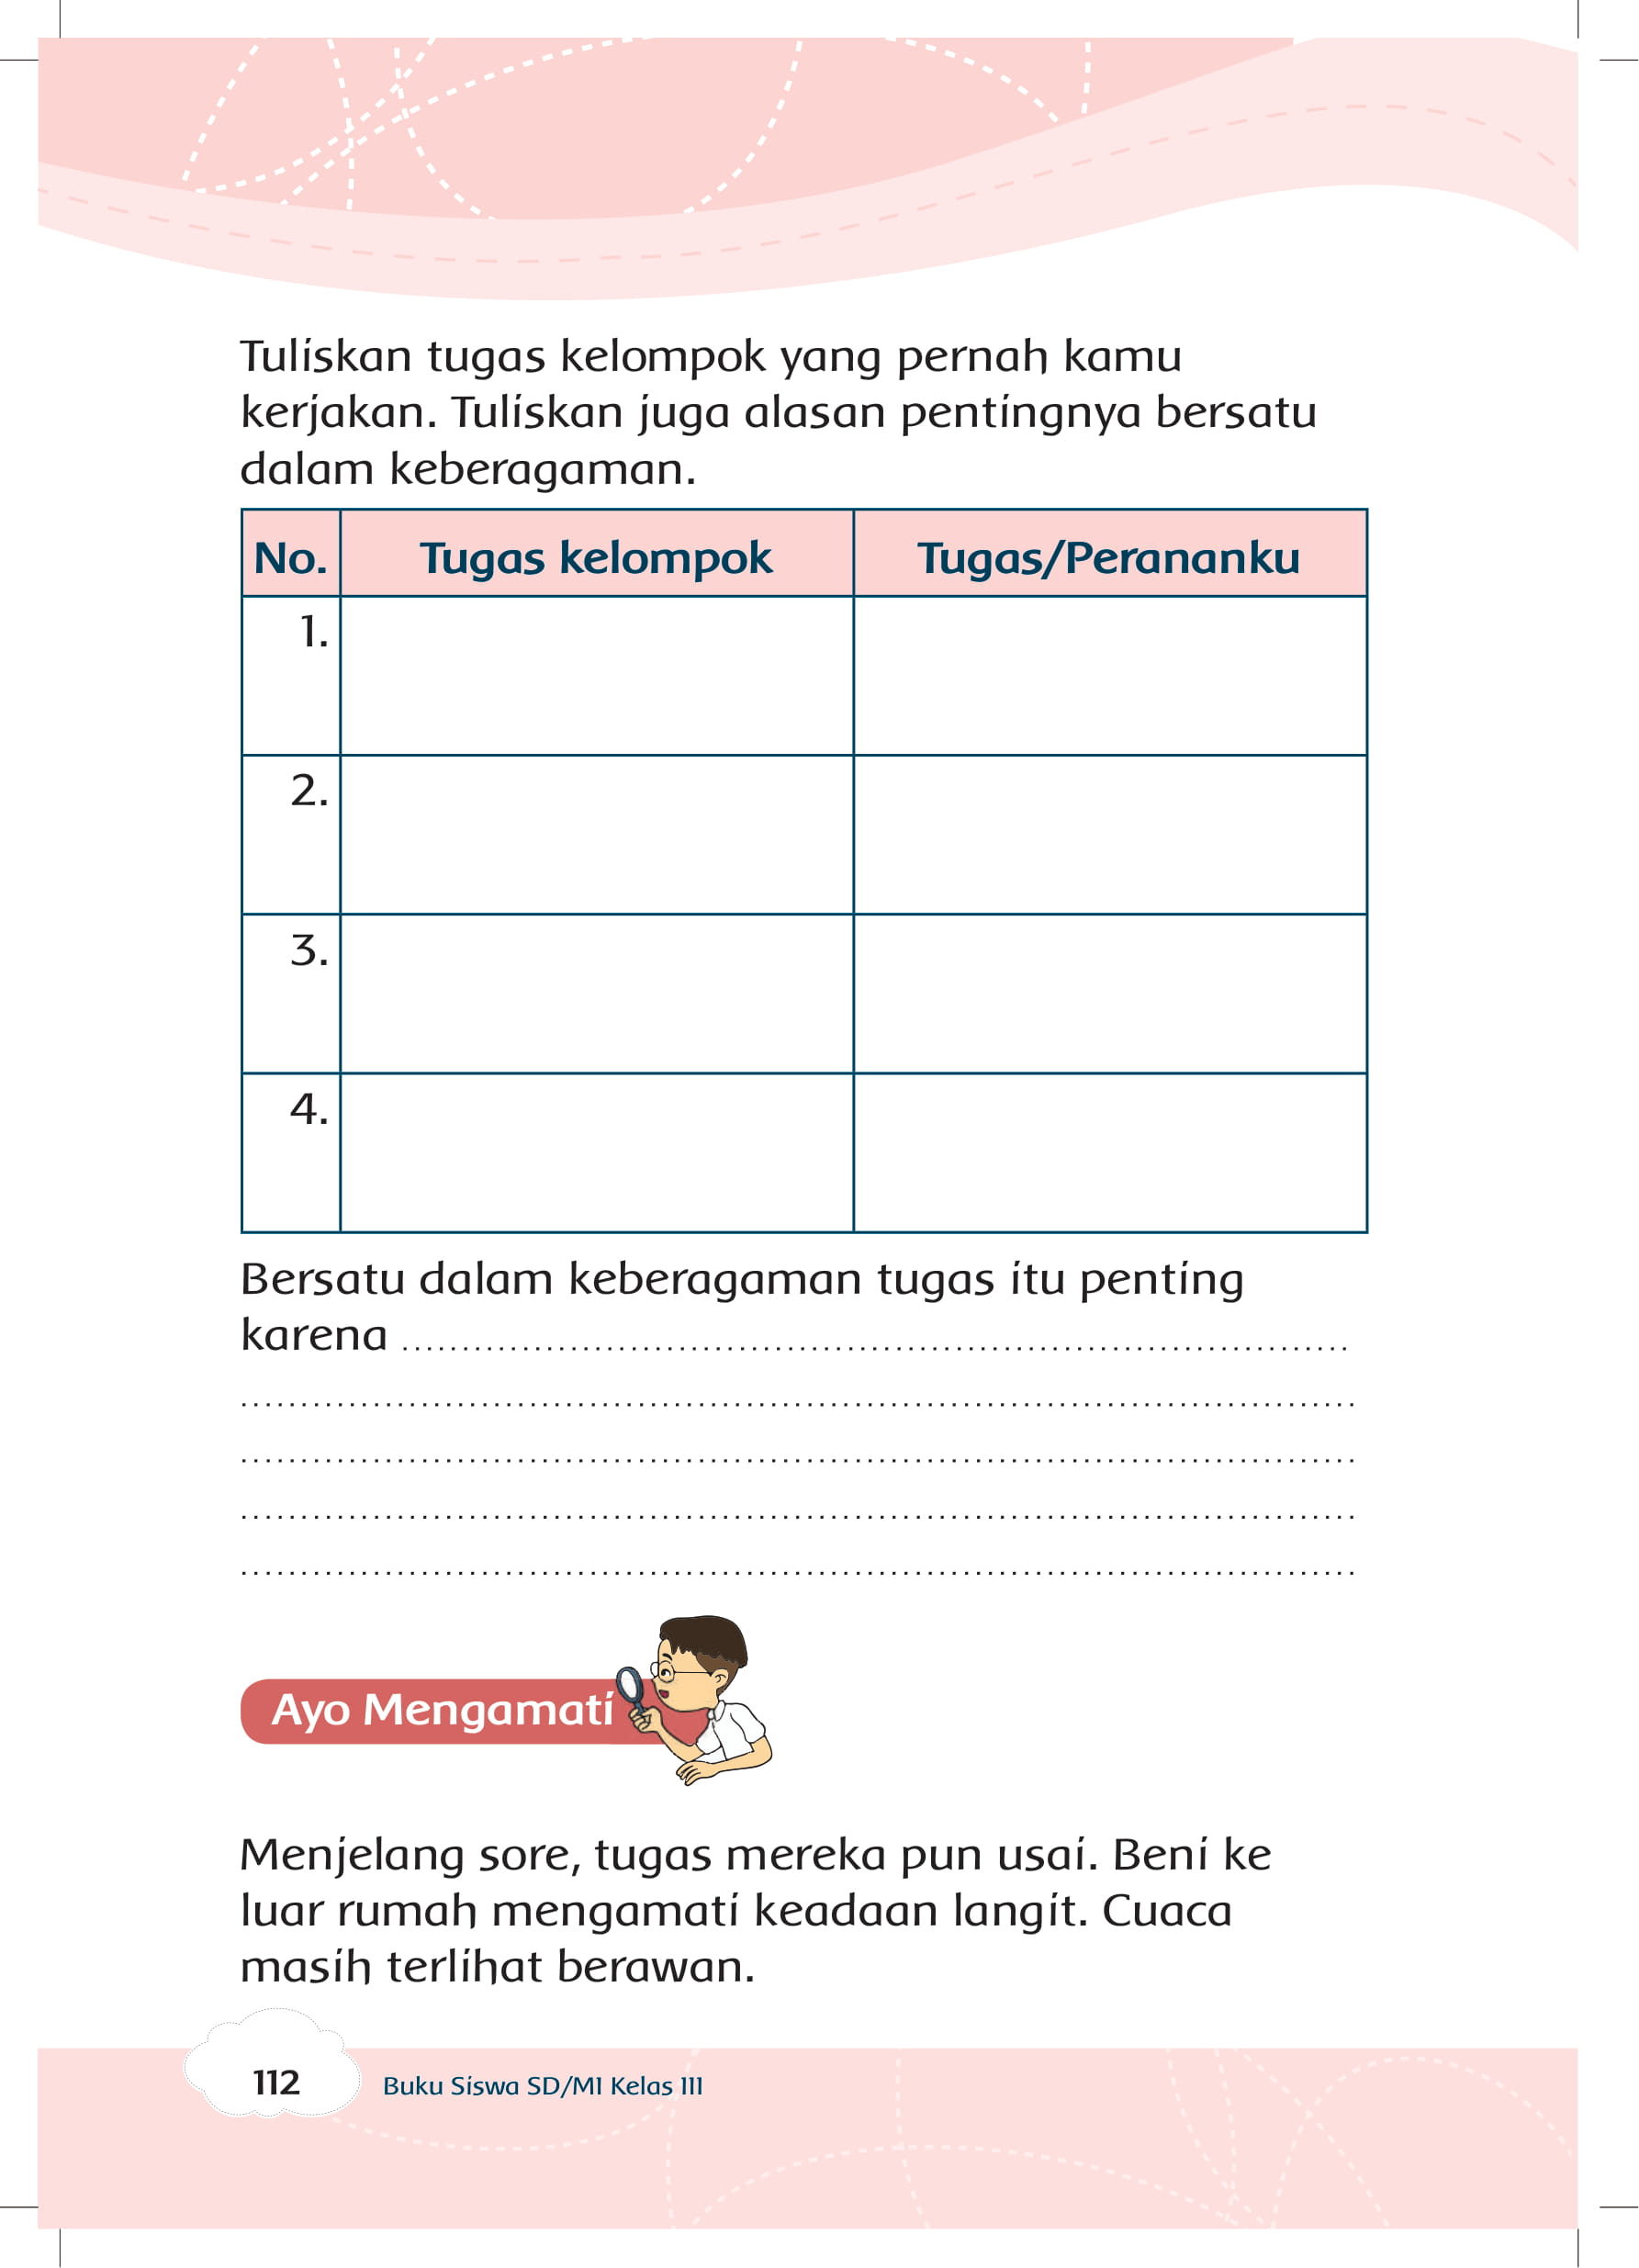 Tuliskan tugas kelompok yang pernah kamu
kerjakan. Tuliskan juga alasan pentingnya bersatu
dalam keberagaman.
No. Tugas kelompok Tugas/Perananku
1.
2.
3.
4.
Bersatu dalam keberagaman tugas itu penting
karena ...............................................................................
.............................................................................................
.............................................................................................
.............................................................................................
.............................................................................................
Ayo Mengamati
Menjelang sore, tugas mereka pun usai. Beni ke
luar rumah mengamati keadaan langit. Cuaca
masih terlihat berawan.
112 Buku Siswa SD/MI Kelas III